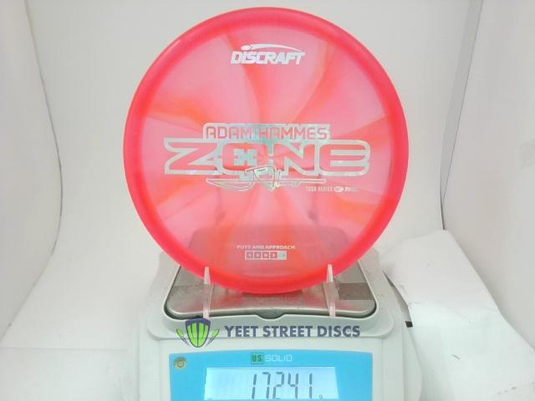 DISCRAFT
ADAM HAMMES
ZONE
TOUR SERIES
PUTT AND APPROACH
YEET STREET DISCS
U.S. SOLID
172.41